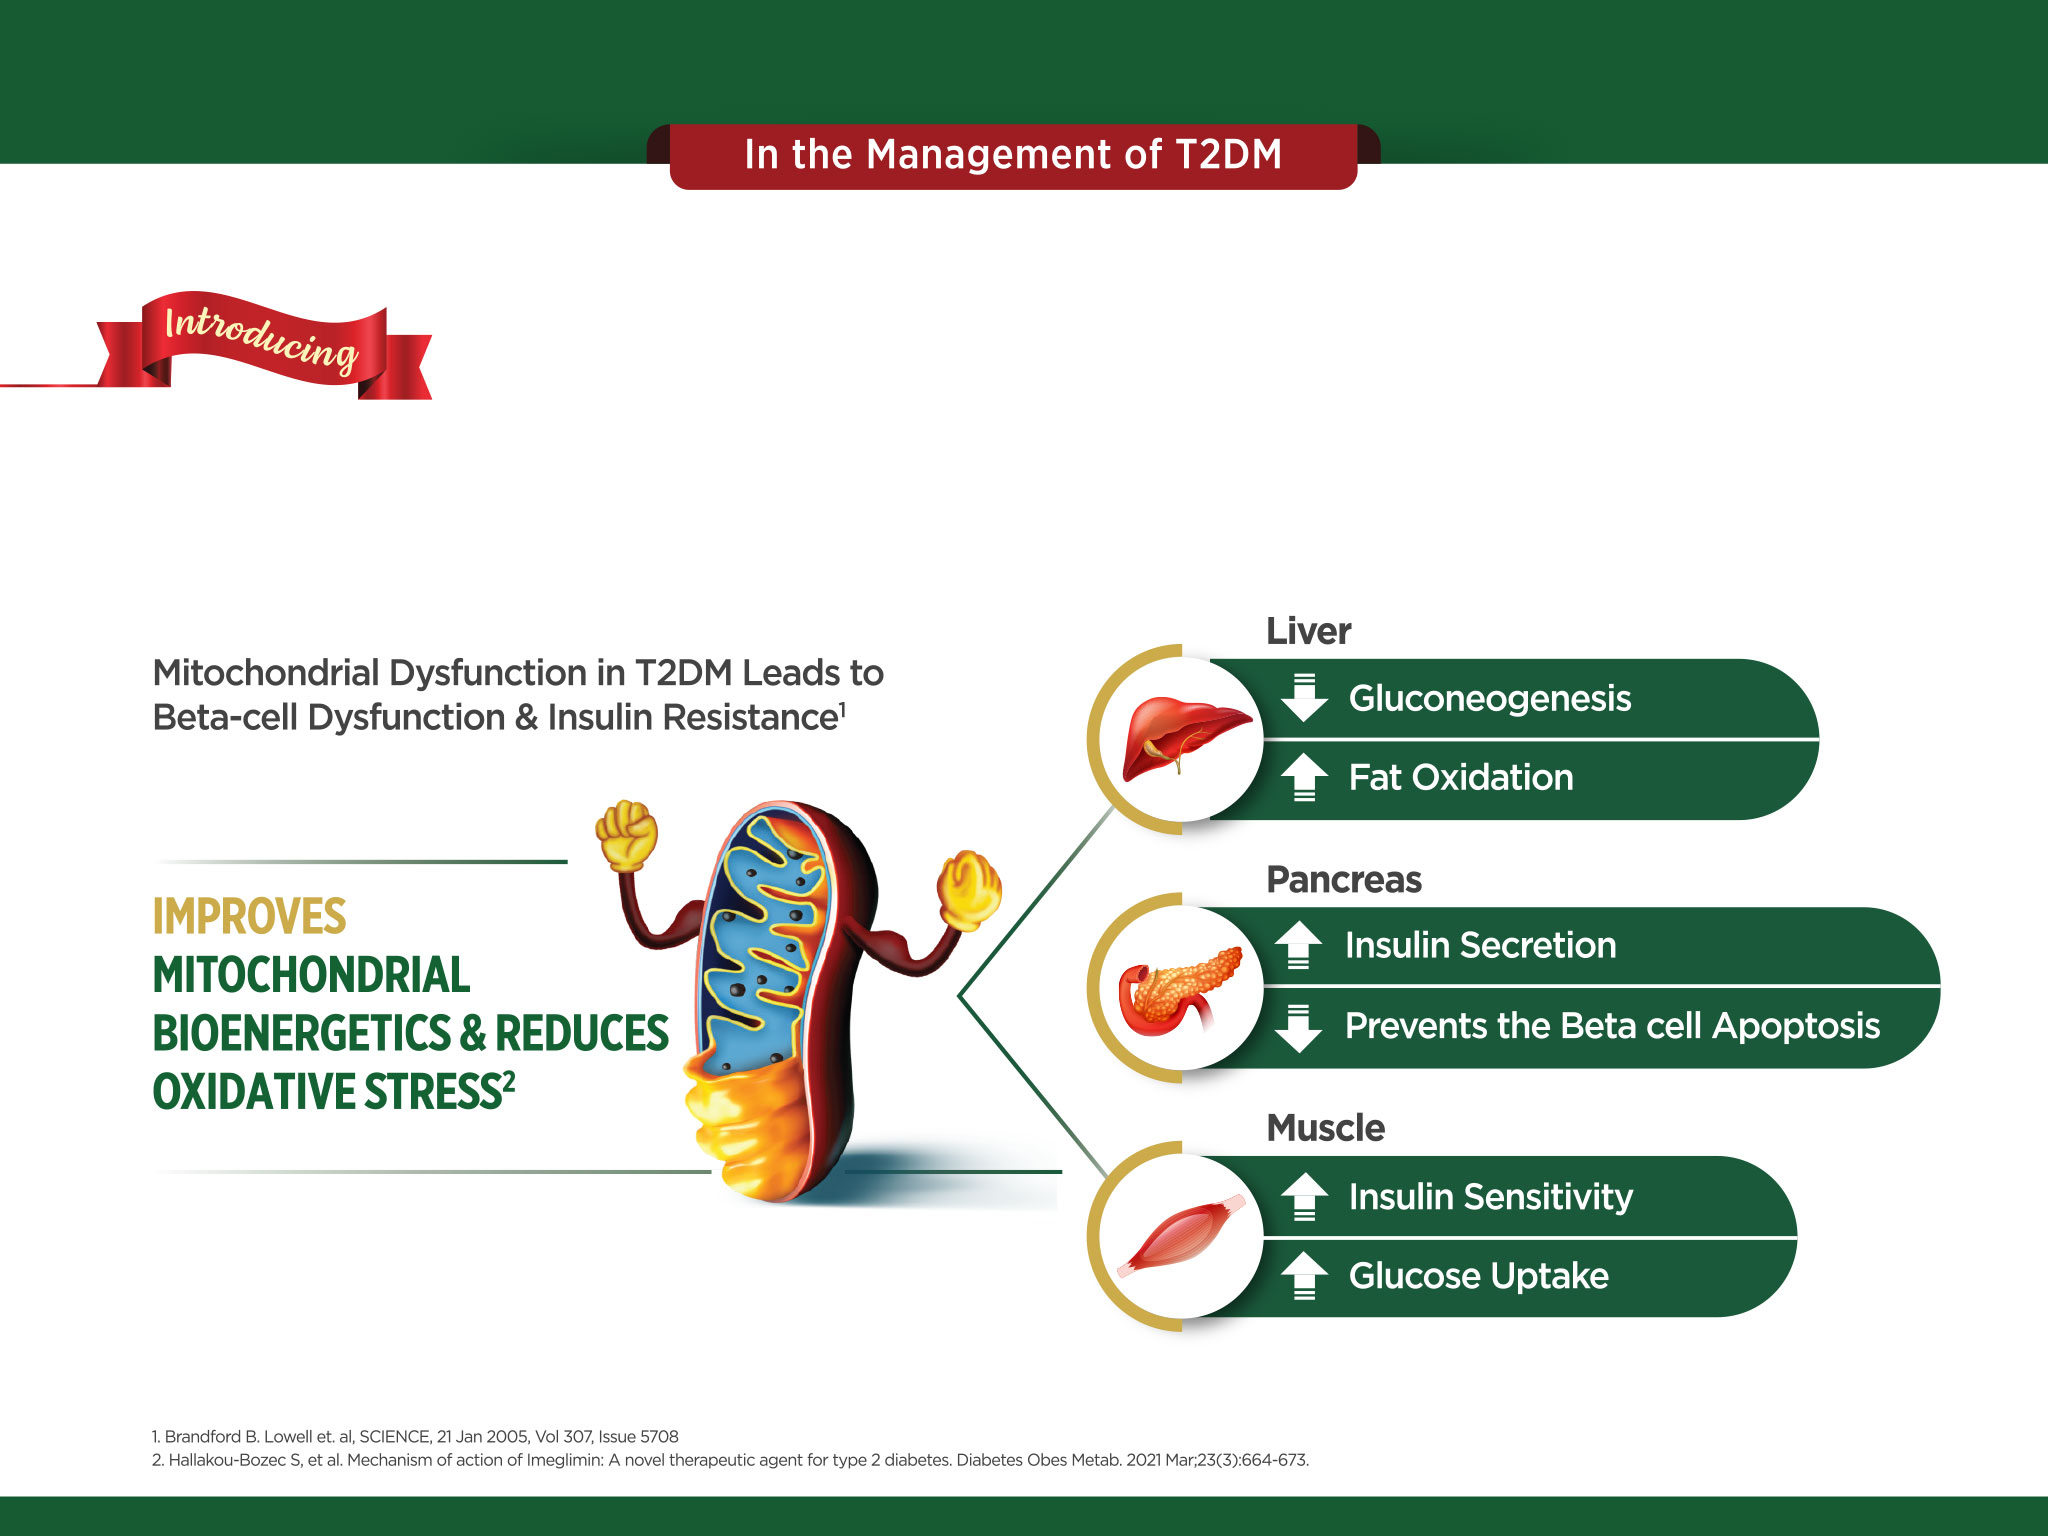 In the Management of T2DM
Introducing
Mitochondrial Dysfunction in T2DM Leads to
Beta-cell Dysfunction & Insulin Resistance¹
IMPROVES
MITOCHONDRIAL
BIOENERGETICS & REDUCES
OXIDATIVE STRESS²
Liver
Gluconeogenesis
Fat Oxidation
Pancreas
Insulin Secretion
Prevents the Beta cell Apoptosis
Muscle
Insulin Sensitivity
Glucose Uptake
1. Brandford B. Lowell et. al, SCIENCE, 21 Jan 2005, Vol 307, Issue 5708
2. Hallakou-Bozec S, et al. Mechanism of action of Imeglimin: A novel therapeutic agent for type 2 diabetes. Diabetes Obes Metab. 2021 Mar;23(3):664-673.